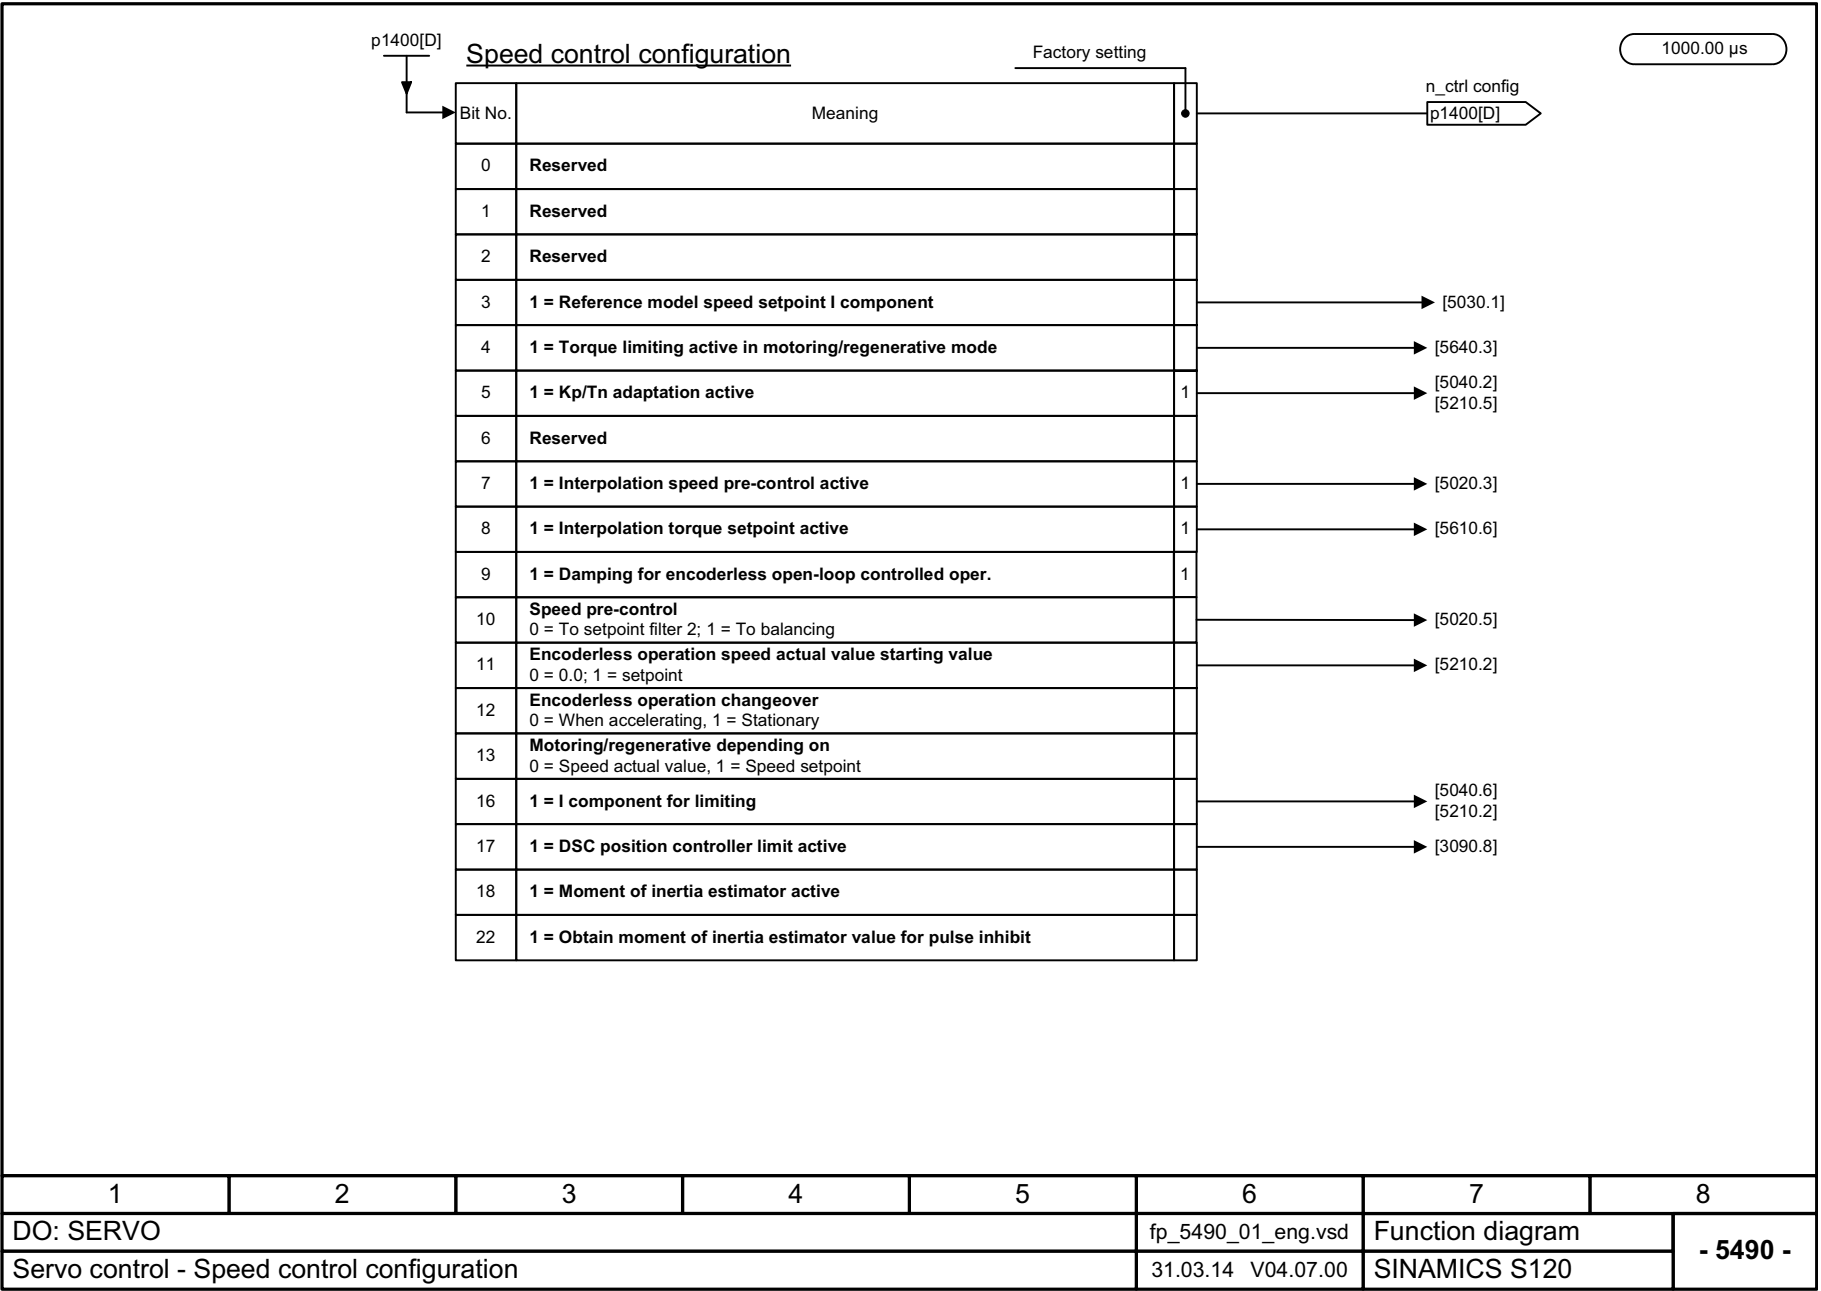 p1400[D]
Speed control configuration
Factory setting
1000.00 µs
n_ctrl config
p1400[D]
Bit No. Meaning
0 Reserved
1 Reserved
2 Reserved
3 1 = Reference model speed setpoint I component [5030.1]
4 1 = Torque limiting active in motoring/regenerative mode [5640.3]
5 1 = Kp/Tn adaptation active 1 [5040.2]
[5210.5]
6 Reserved
7 1 = Interpolation speed pre-control active 1 [5020.3]
8 1 = Interpolation torque setpoint active 1 [5610.6]
9 1 = Damping for encoderless open-loop controlled oper. 1
10 Speed pre-control [5020.5]
0 = To setpoint filter 2; 1 = To balancing
11 Encoderless operation speed actual value starting value [5210.2]
0 = 0.0; 1 = setpoint
12 Encoderless operation changeover
0 = When accelerating, 1 = Stationary
13 Motoring/regenerative depending on
0 = Speed actual value, 1 = Speed setpoint
16 1 = I component for limiting [5040.6]
[5210.2]
17 1 = DSC position controller limit active [3090.8]
18 1 = Moment of inertia estimator active
22 1 = Obtain moment of inertia estimator value for pulse inhibit
1 2 3 4 5 6 7 8
DO: SERVO fp_5490_01_eng.vsd Function diagram
- 5490 -
Servo control - Speed control configuration 31.03.14 V04.07.00 SINAMICS S120